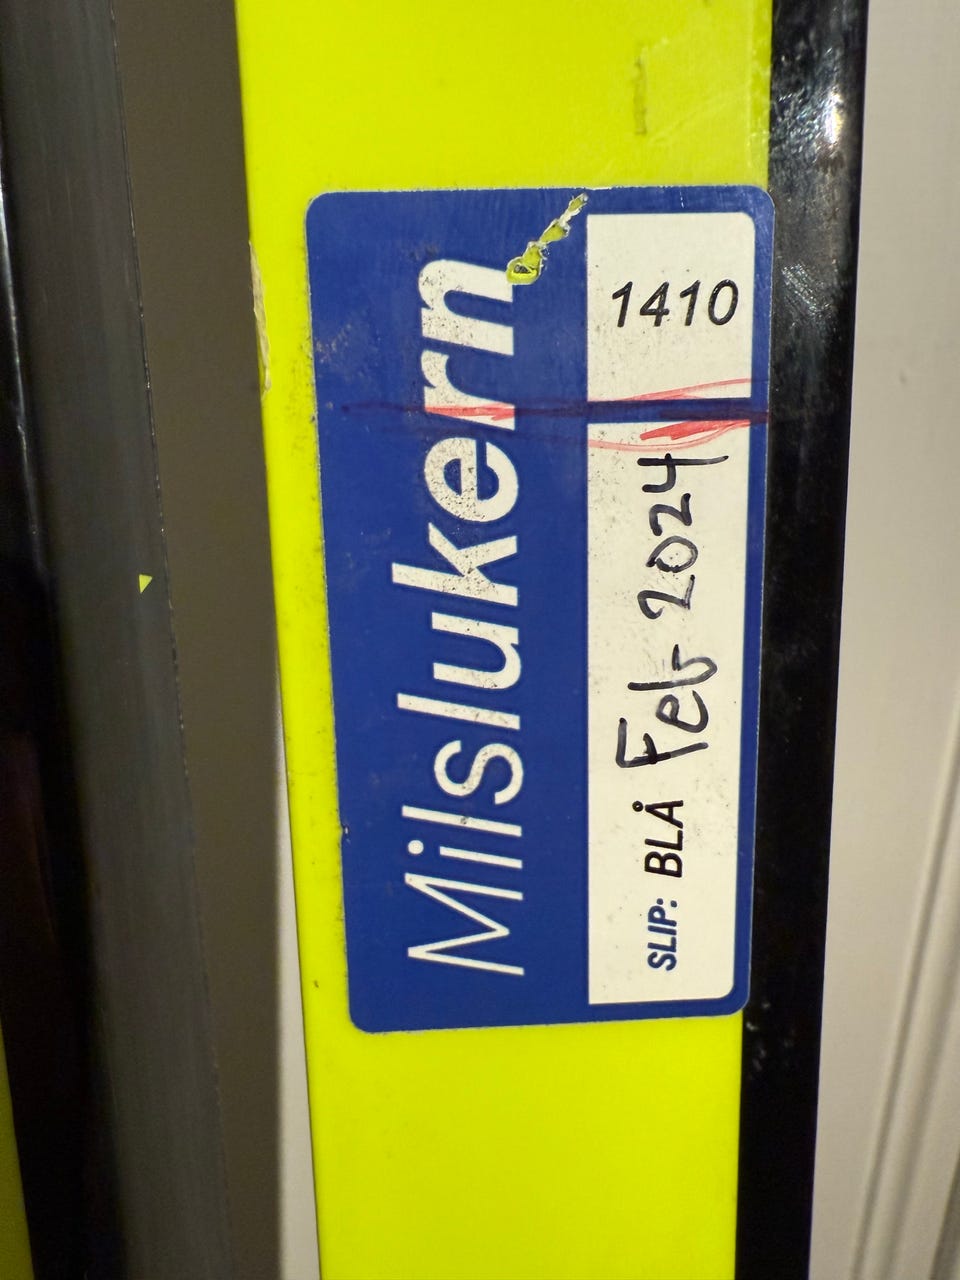 Milslukern
SLIP: BLÅ Feb 2024
1410